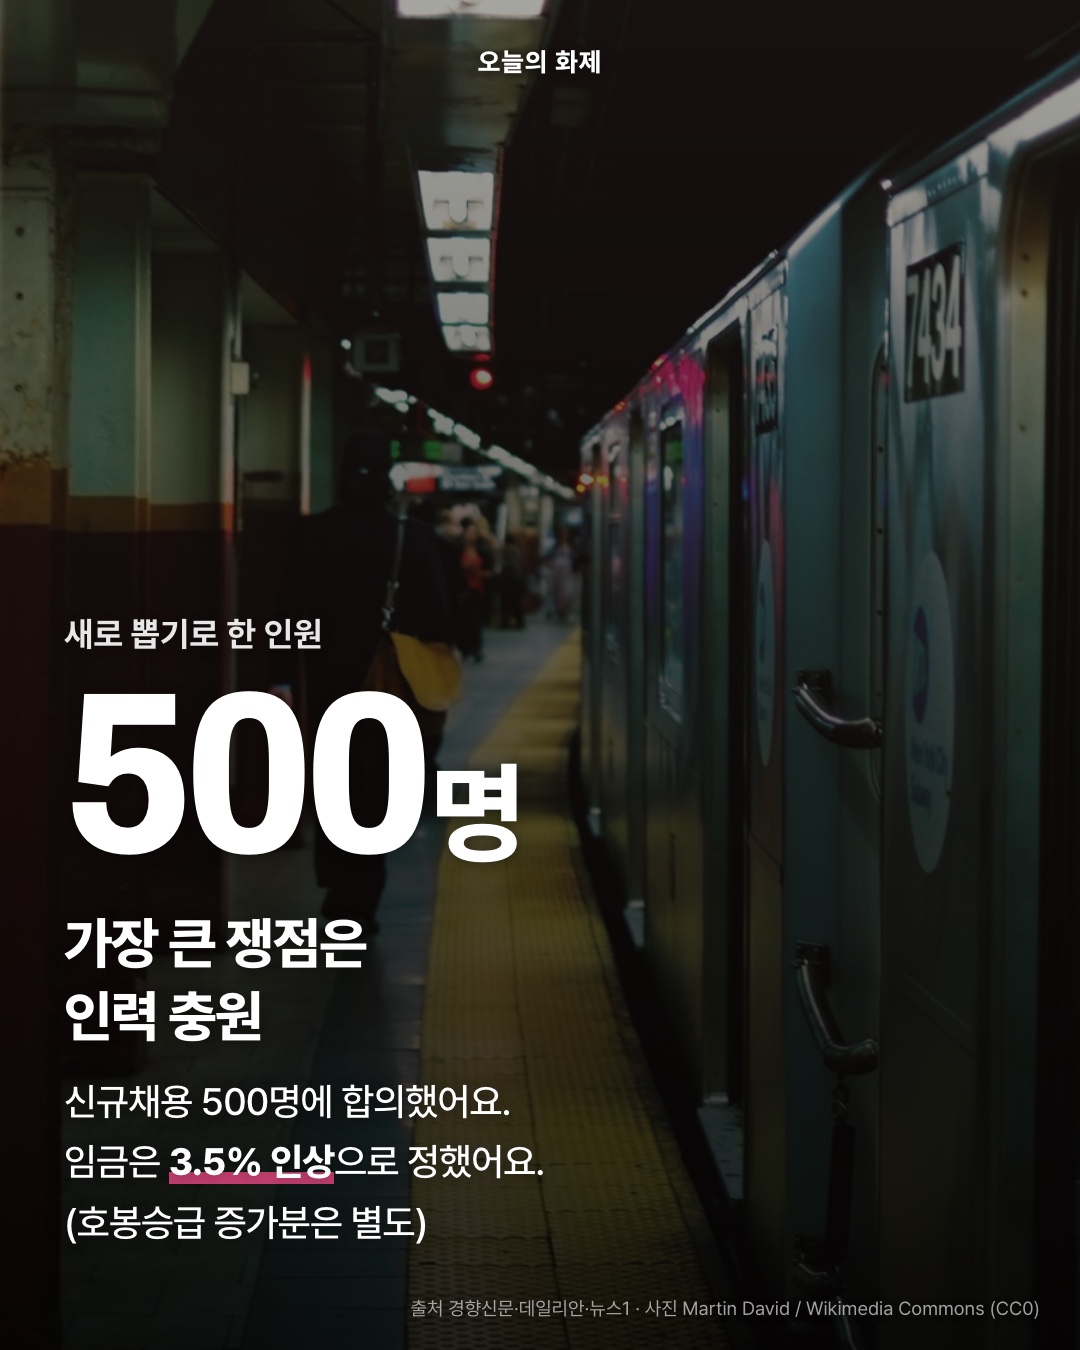 오늘의 화제
7434
새로 뽑기로 한 인원
500명
가장 큰 쟁점은
인력 충원
신규채용 500명에 합의했어요.
임금은 3.5% 인상으로 정했어요.
(호봉승급 증가분은 별도)
출처 경향신문·데일리안·뉴스1 · 사진 Martin David / Wikimedia Commons (CC0)